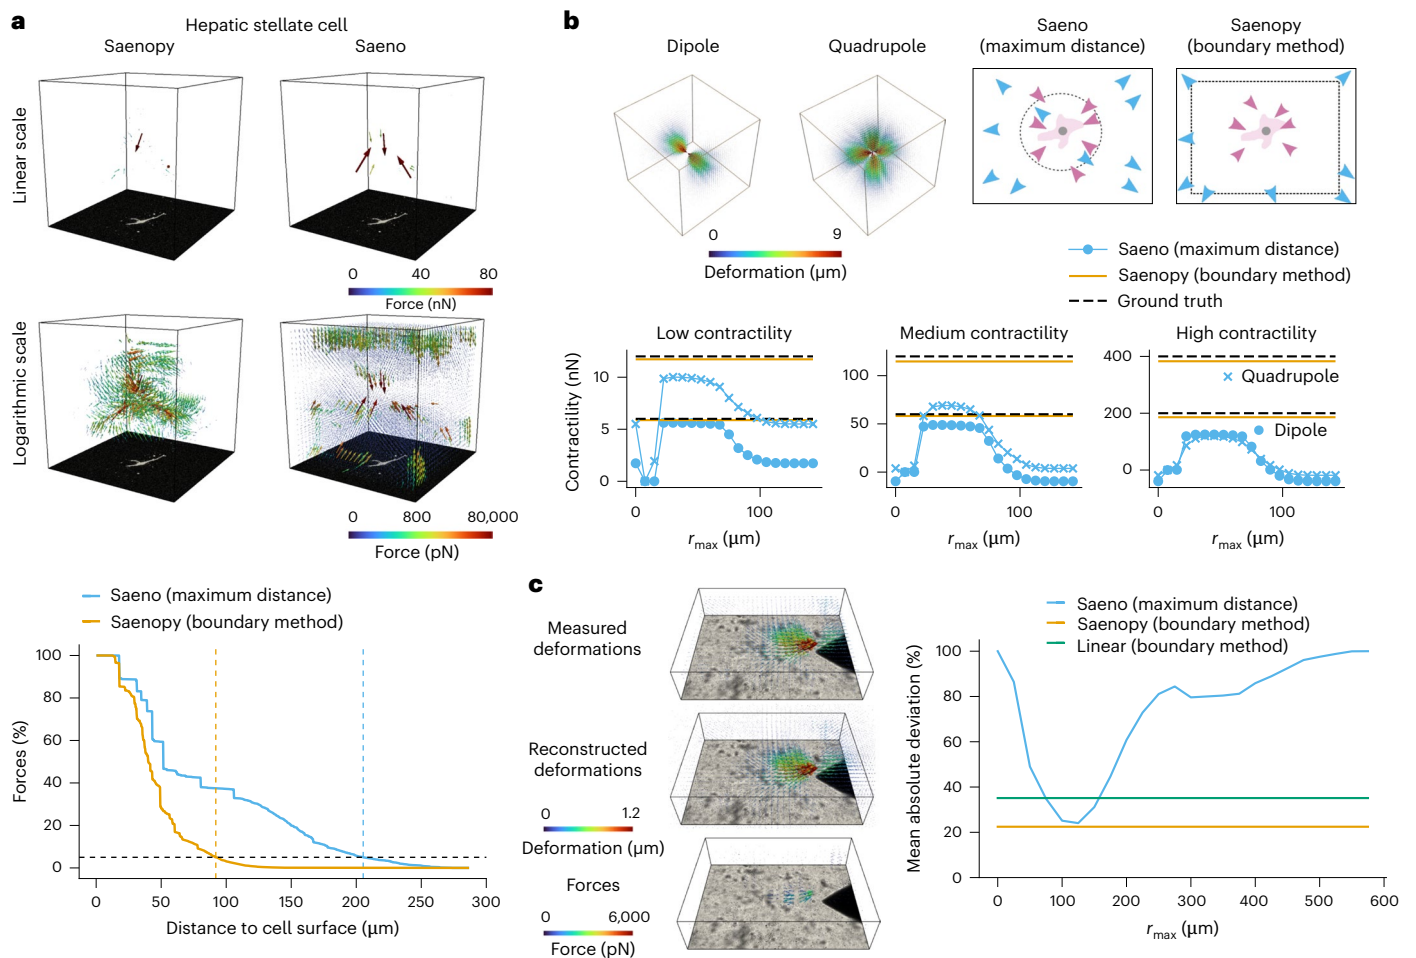 a
Hepatic stellate cell
Saenopy
Saeno
Linear scale
0 40 80
Force (nN)
Logarithmic scale
0 800 80,000
Force (pN)
Saeno (maximum distance)
Saenopy (boundary method)
Forces (%)
100
80
60
40
20
0
0 50 100 150 200 250 300
Distance to cell surface (μm)
b
Dipole
Quadrupole
Saeno
(maximum distance)
Saenopy
(boundary method)
0 9
Deformation (μm)
Saeno (maximum distance)
Saenopy (boundary method)
Ground truth
Low contractility
Contractility (nN)
10
5
0
0 100
rmax (μm)
Medium contractility
100
50
0
0 100
rmax (μm)
High contractility
400
200
0
Quadrupole
Dipole
0 100
rmax (μm)
c
Measured
deformations
Reconstructed
deformations
0 1.2
Deformation (μm)
Forces
0 6,000
Force (pN)
Saeno (maximum distance)
Saenopy (boundary method)
Linear (boundary method)
Mean absolute deviation (%)
100
80
60
40
20
0
0 100 200 300 400 500 600
rmax (μm)